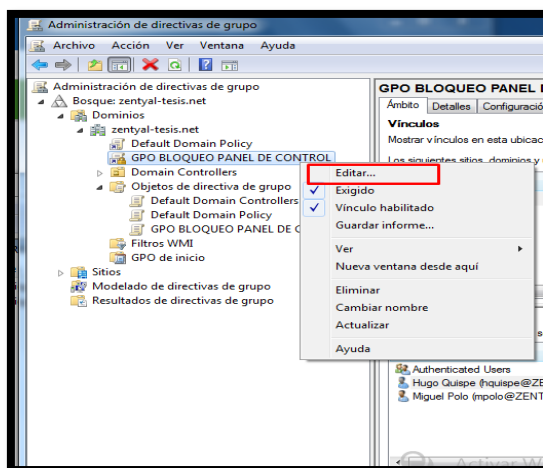 Administración de directivas de grupo
Archivo Acción Ver Ventana Ayuda
Administración de directivas de grupo
Bosque: zentyal-tesis.net
Dominios
zentyal-tesis.net
Default Domain Policy
GPO BLOQUEO PANEL DE CONTROL
Domain Controllers
Objetos de directiva de grupo
Default Domain Controllers
Default Domain Policy
GPO BLOQUEO PANEL DE C
Filtros WMI
GPO de inicio
Sitios
Modelado de directivas de grupo
Resultados de directivas de grupo
GPO BLOQUEO PANEL
Ámbito Detalles Configuració
Vínculos
Mostrar vínculos en esta ubicac
Los siguientes sitios, dominios y
Editar...
Exigido
Vínculo habilitado
Guardar informe...
Ver
Nueva ventana desde aquí
Eliminar
Cambiar nombre
Actualizar
Ayuda
Authenticated Users
Hugo Quispe (hquispe@ZE
Miguel Polo (mpolo@ZENT
Activar W